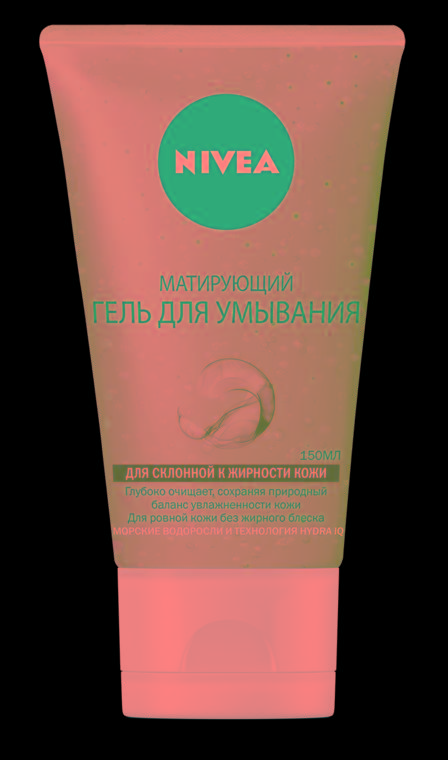 NIVEA
МАТИРУЮЩИЙ
ГЕЛЬ ДЛЯ УМЫВАНИЯ
150МЛ
ДЛЯ СКЛОННОЙ К ЖИРНОСТИ КОЖИ
Глубоко очищает, сохраняя природный
баланс увлажненности кожи
Для ровной кожи без жирного блеска
МОРСКИЕ ВОДОРОСЛИ И ТЕХНОЛОГИЯ HYDRA IQ